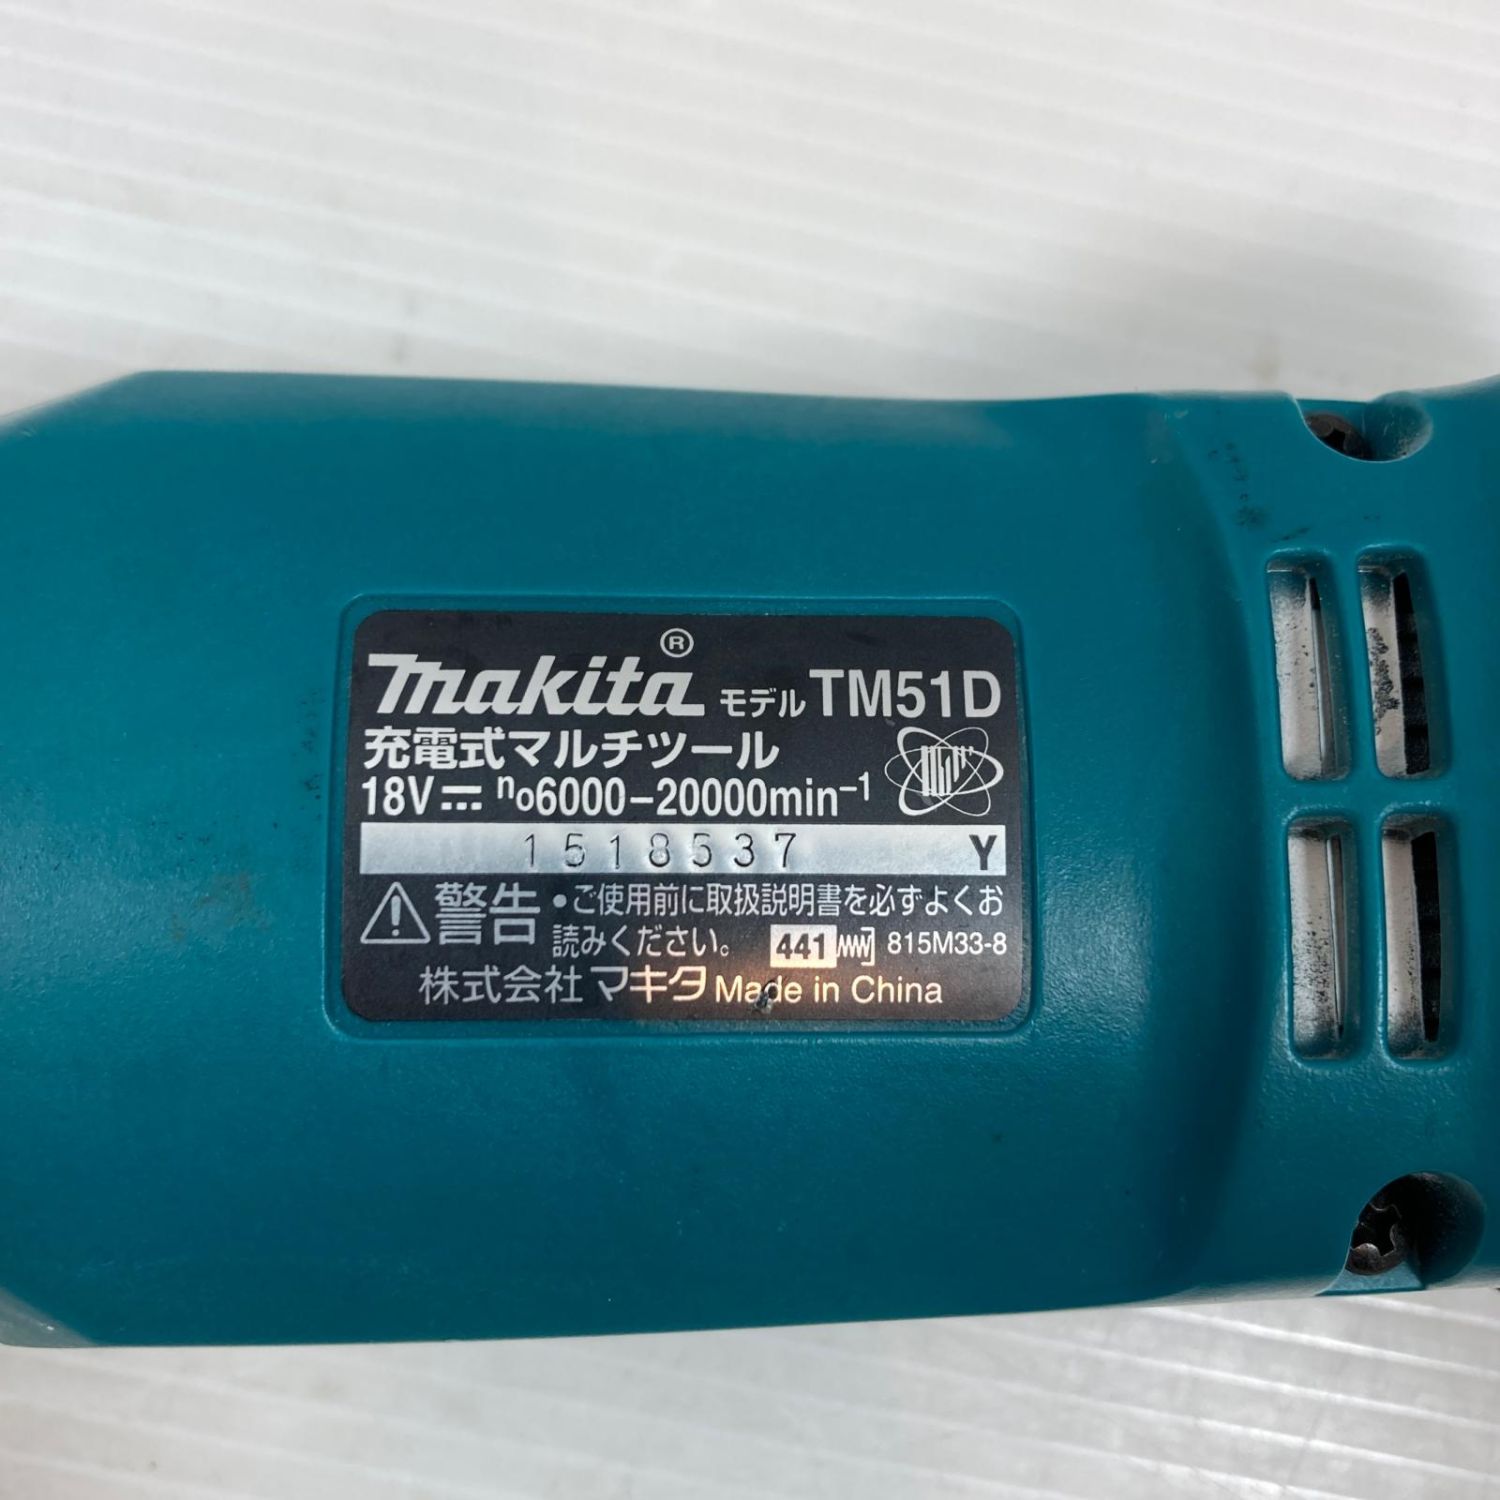 makita® モデル TM51D
充電式マルチツール
18V⎓ n₀6000-20000min⁻¹
1518537 Y
⚠警告 •ご使用前に取扱説明書を必ずよくお
読みください。 441 815M33-8
株式会社マキタ Made in China